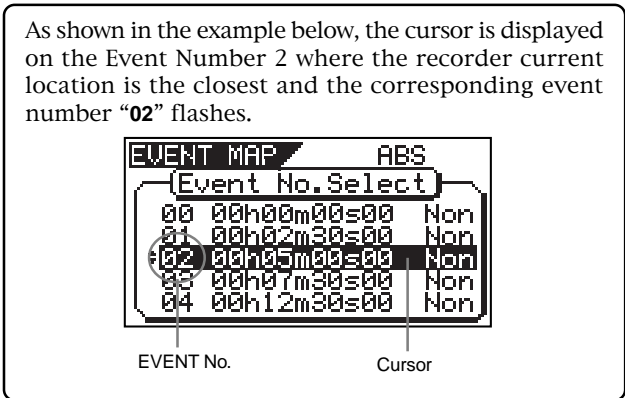 As shown in the example below, the cursor is displayed
on the Event Number 2 where the recorder current
location is the closest and the corresponding event
number “02” flashes.
EVENT MAP ABS
Event No.Select
00 00h00m00s00 Non
01 00h02m30s00 Non
02 00h05m00s00 Non
03 00h07m30s00 Non
04 00h12m30s00 Non
EVENT No. Cursor